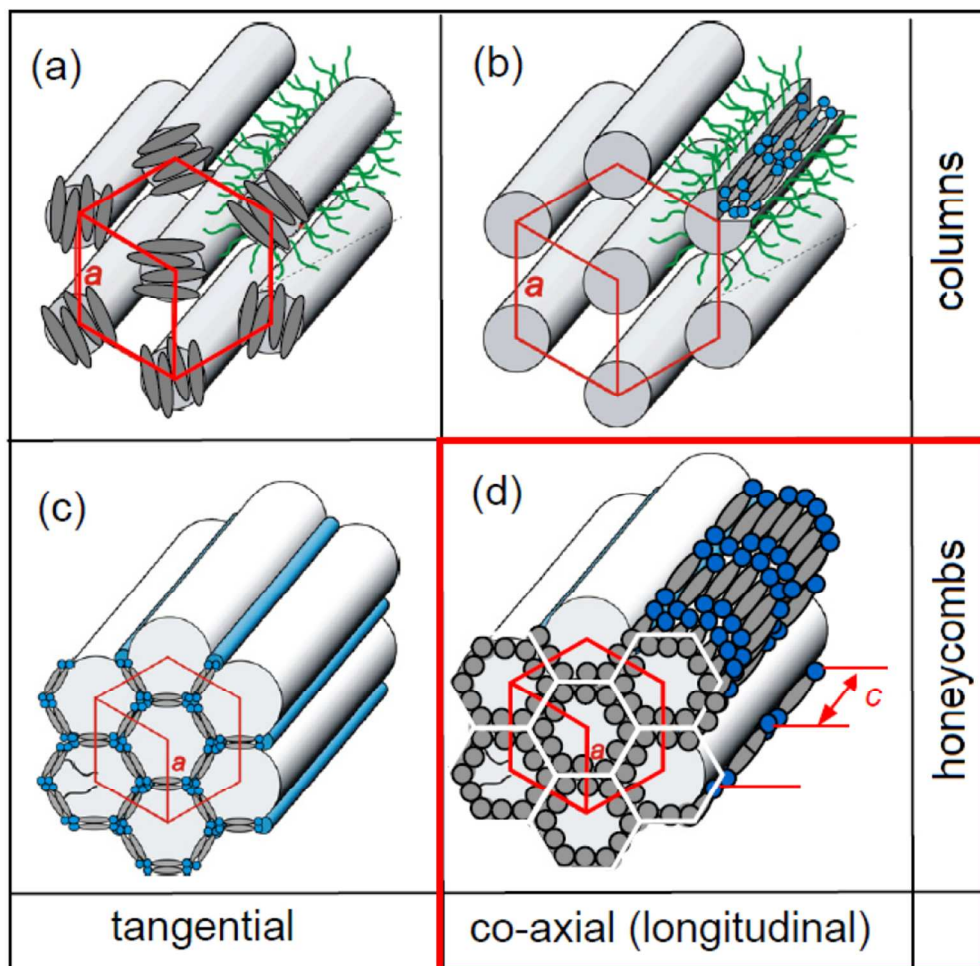 (a)
(b)
a
a
columns
(c)
(d)
a
a
c
honeycombs
tangential
co-axial (longitudinal)